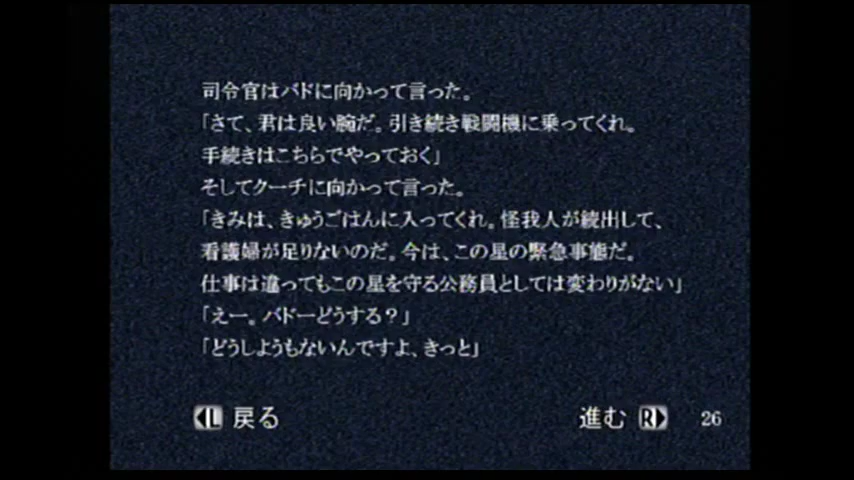 司令官はバドに向かって言った。
「さて、君は良い腕だ。引き続き戦闘機に乗ってくれ。
手続きはこちらでやっておく」
そしてクーチに向かって言った。
「きみは、きゅうごはんに入ってくれ。怪我人が続出して、
看護婦が足りないのだ。今は、この星の緊急事態だ。
仕事は違ってもこの星を守る公務員としては変わりがない」
「えー。バドーどうする？」
「どうしようもないんですよ、きっと」
L 戻る
進む R 26